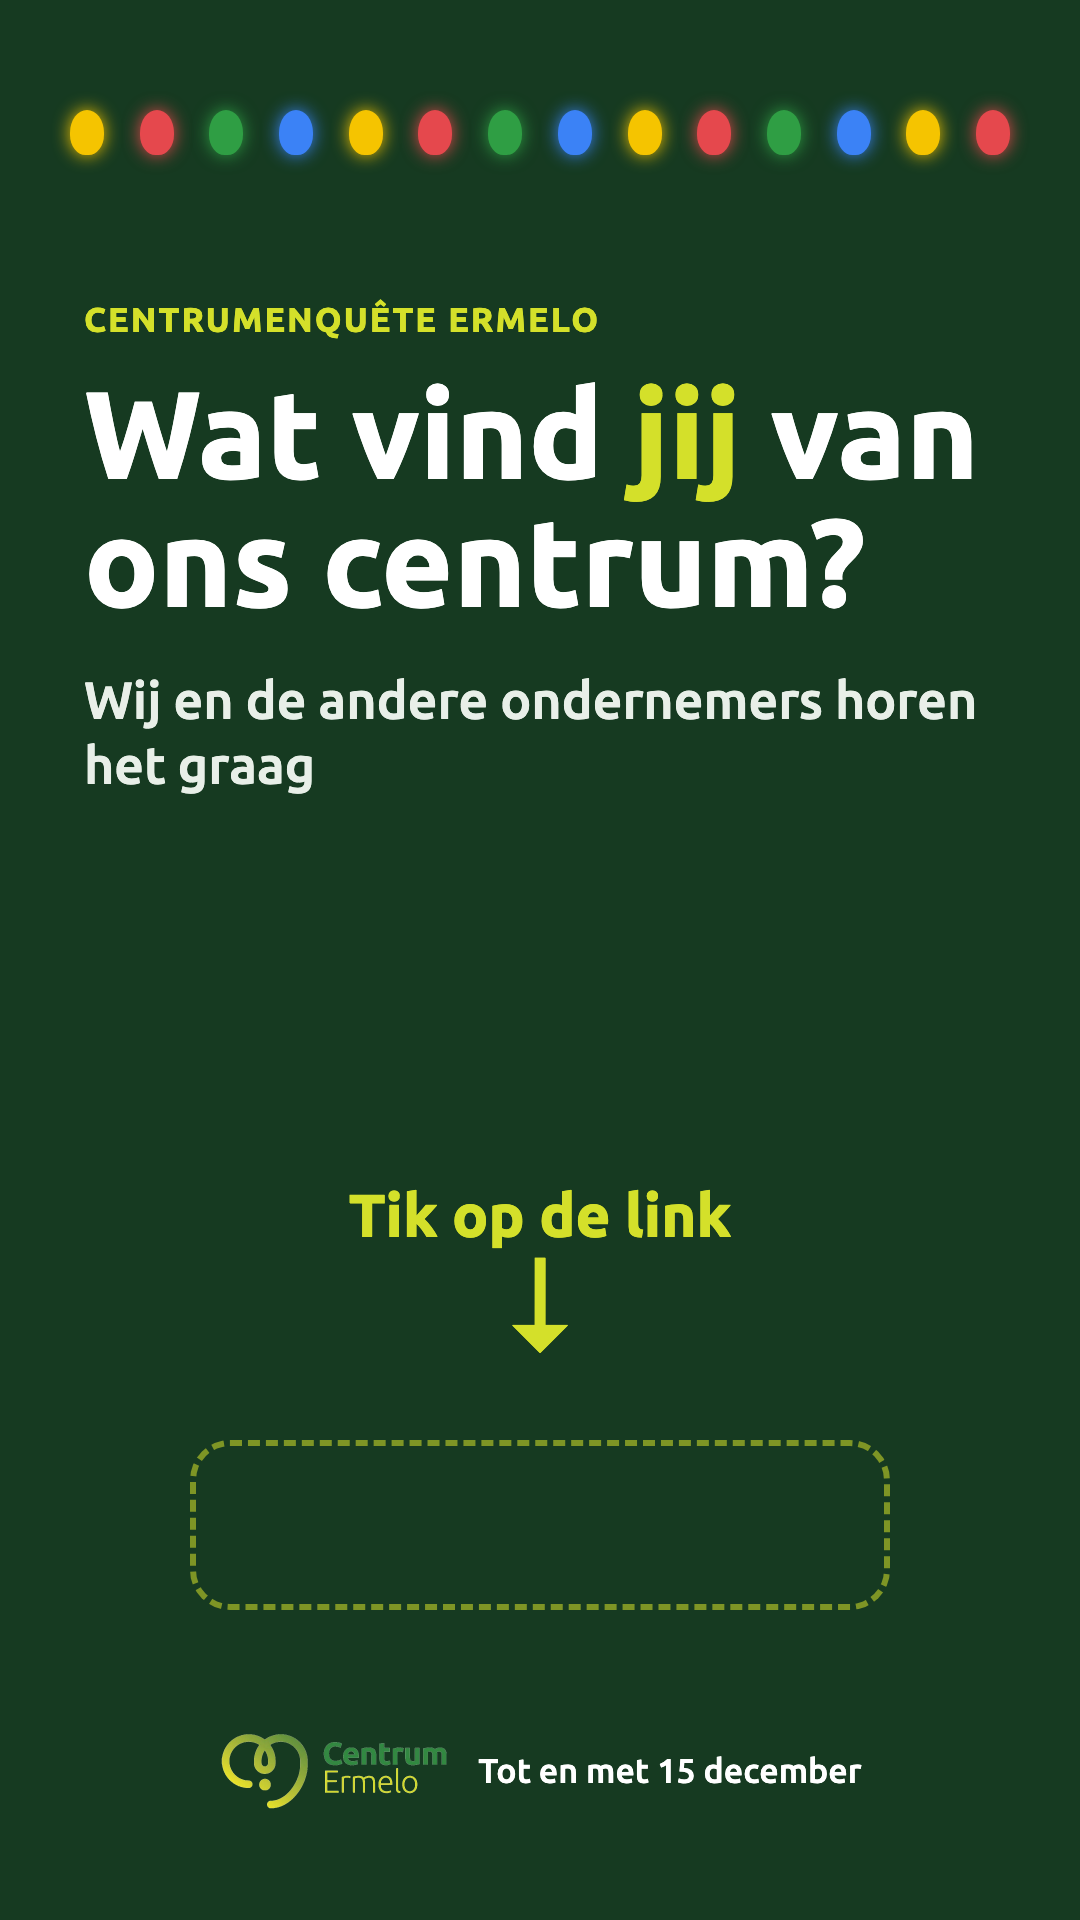 CENTRUMENQUÊTE ERMELO
Wat vind jij van
ons centrum?
Wij en de andere ondernemers horen
het graag
Tik op de link
Centrum
Ermelo
Tot en met 15 december